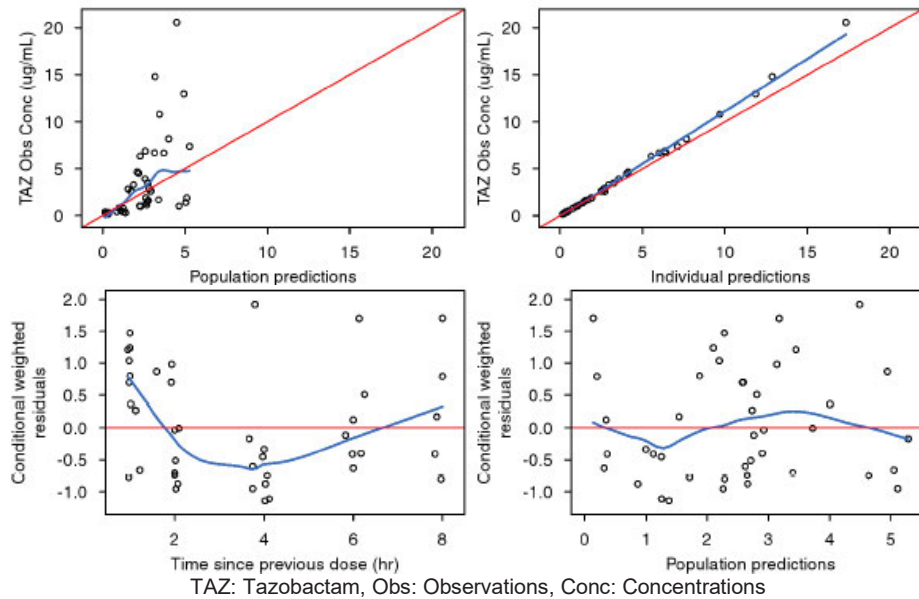 TAZ Obs Conc (ug/mL)
20
15
10
5
0
0 5 10 15 20
Population predictions
TAZ Obs Conc (ug/mL)
20
15
10
5
0
0 5 10 15 20
Individual predictions
Conditional weighted
residuals
2.0
1.5
1.0
0.5
0.0
-0.5
-1.0
2 4 6 8
Time since previous dose (hr)
Conditional weighted
residuals
2.0
1.5
1.0
0.5
0.0
-0.5
-1.0
0 1 2 3 4 5
Population predictions
TAZ: Tazobactam, Obs: Observations, Conc: Concentrations